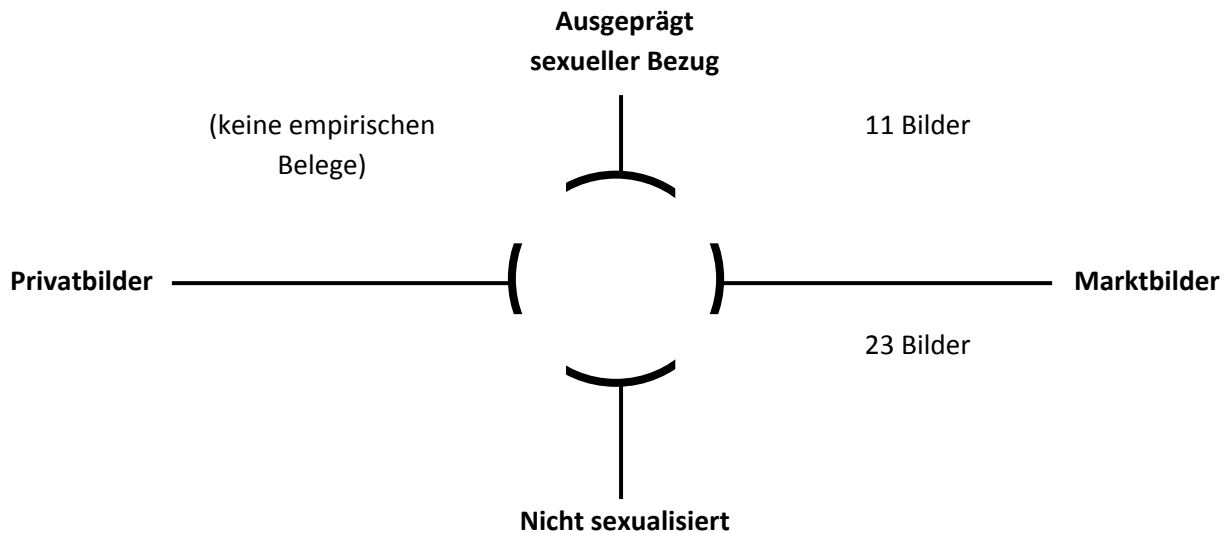 Ausgeprägt
sexueller Bezug
(keine empirischen
Belege)
11 Bilder
Privatbilder
Marktbilder
23 Bilder
Nicht sexualisiert